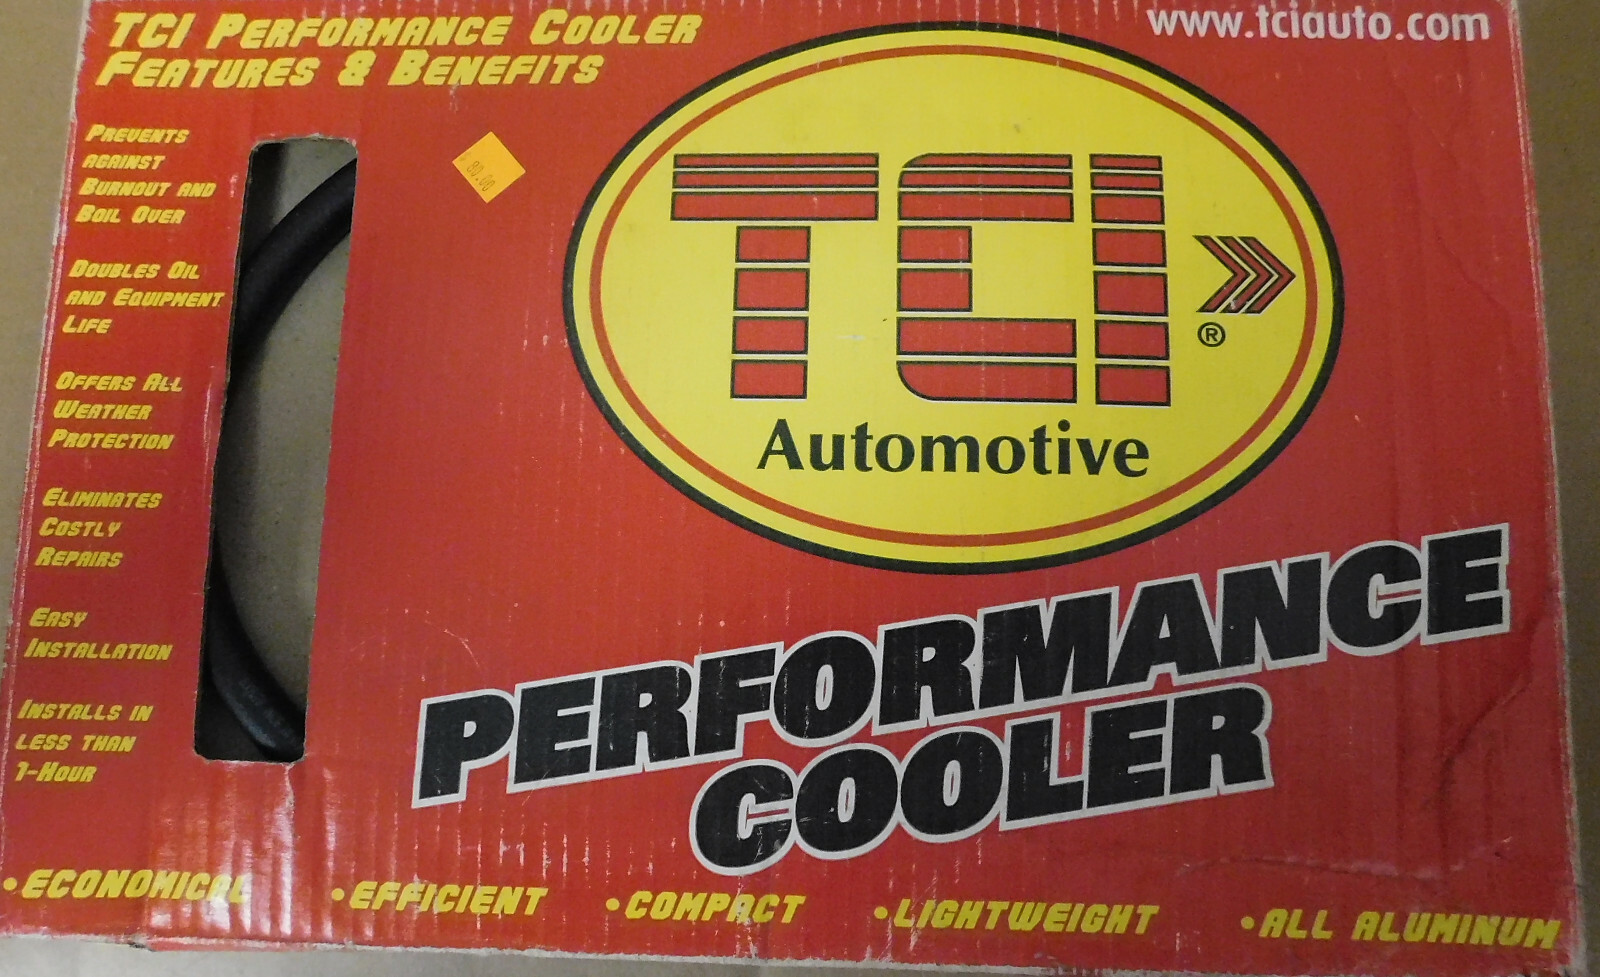 TCI PERFORMANCE COOLER
FEATURES & BENEFITS
www.tciauto.com
PREVENTS
AGAINST
BURNOUT AND
BOIL OVER
DOUBLES OIL
AND EQUIPMENT
LIFE
OFFERS ALL
WEATHER
PROTECTION
ELIMINATES
COSTLY
REPAIRS
EASY
INSTALLATION
INSTALLS IN
LESS THAN
1-HOUR
80.00
TCI
®
Automotive
PERFORMANCE
COOLER
•ECONOMICAL •EFFICIENT •COMPACT •LIGHTWEIGHT •ALL ALUMINUM